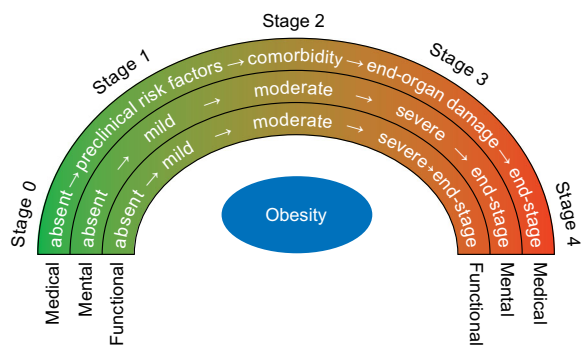 Stage 0
Stage 1
Stage 2
Stage 3
Stage 4
absent → preclinical risk factors → comorbidity → end-organ damage → end-stage
absent → mild → moderate → severe → end-stage
absent → mild → moderate → severe → end-stage
Obesity
Medical
Mental
Functional
Functional
Mental
Medical